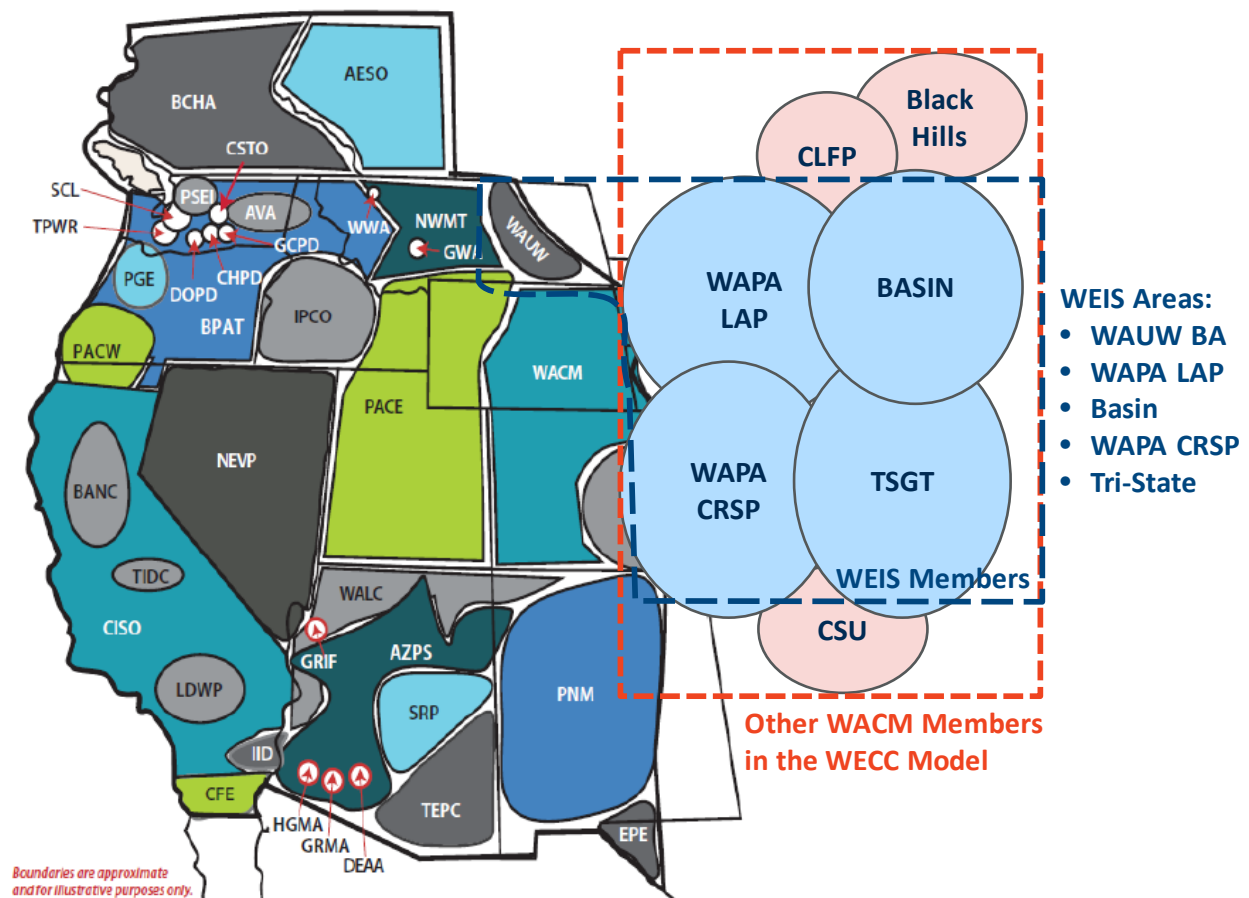 AESO
BCHA
CSTO
SCL
PSEI
TPWR
AVA
WWA
NWMT
WAUW
GCPD
GWA
PGE
CHPD
DOPD
BPAT
IPCO
PACW
WACM
PACE
NEVP
BANC
TIDC
CISO
WALC
GRIF
AZPS
LDWP
SRP
PNM
IID
CFE
TEPC
HGMA
GRMA
DEAA
EPE
Boundaries are approximate
and for illustrative purposes only.
Black
Hills
CLFP
WAPA
LAP
BASIN
WAPA
CRSP
TSGT
WEIS Members
CSU
Other WACM Members
in the WECC Model
WEIS Areas:
• WAUW BA
• WAPA LAP
• Basin
• WAPA CRSP
• Tri-State